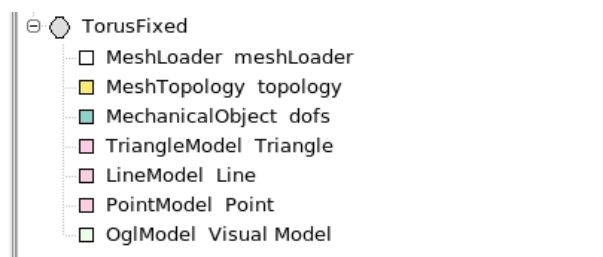 TorusFixed
MeshLoader meshLoader
MeshTopology topology
MechanicalObject dofs
TriangleModel Triangle
LineModel Line
PointModel Point
OglModel Visual Model